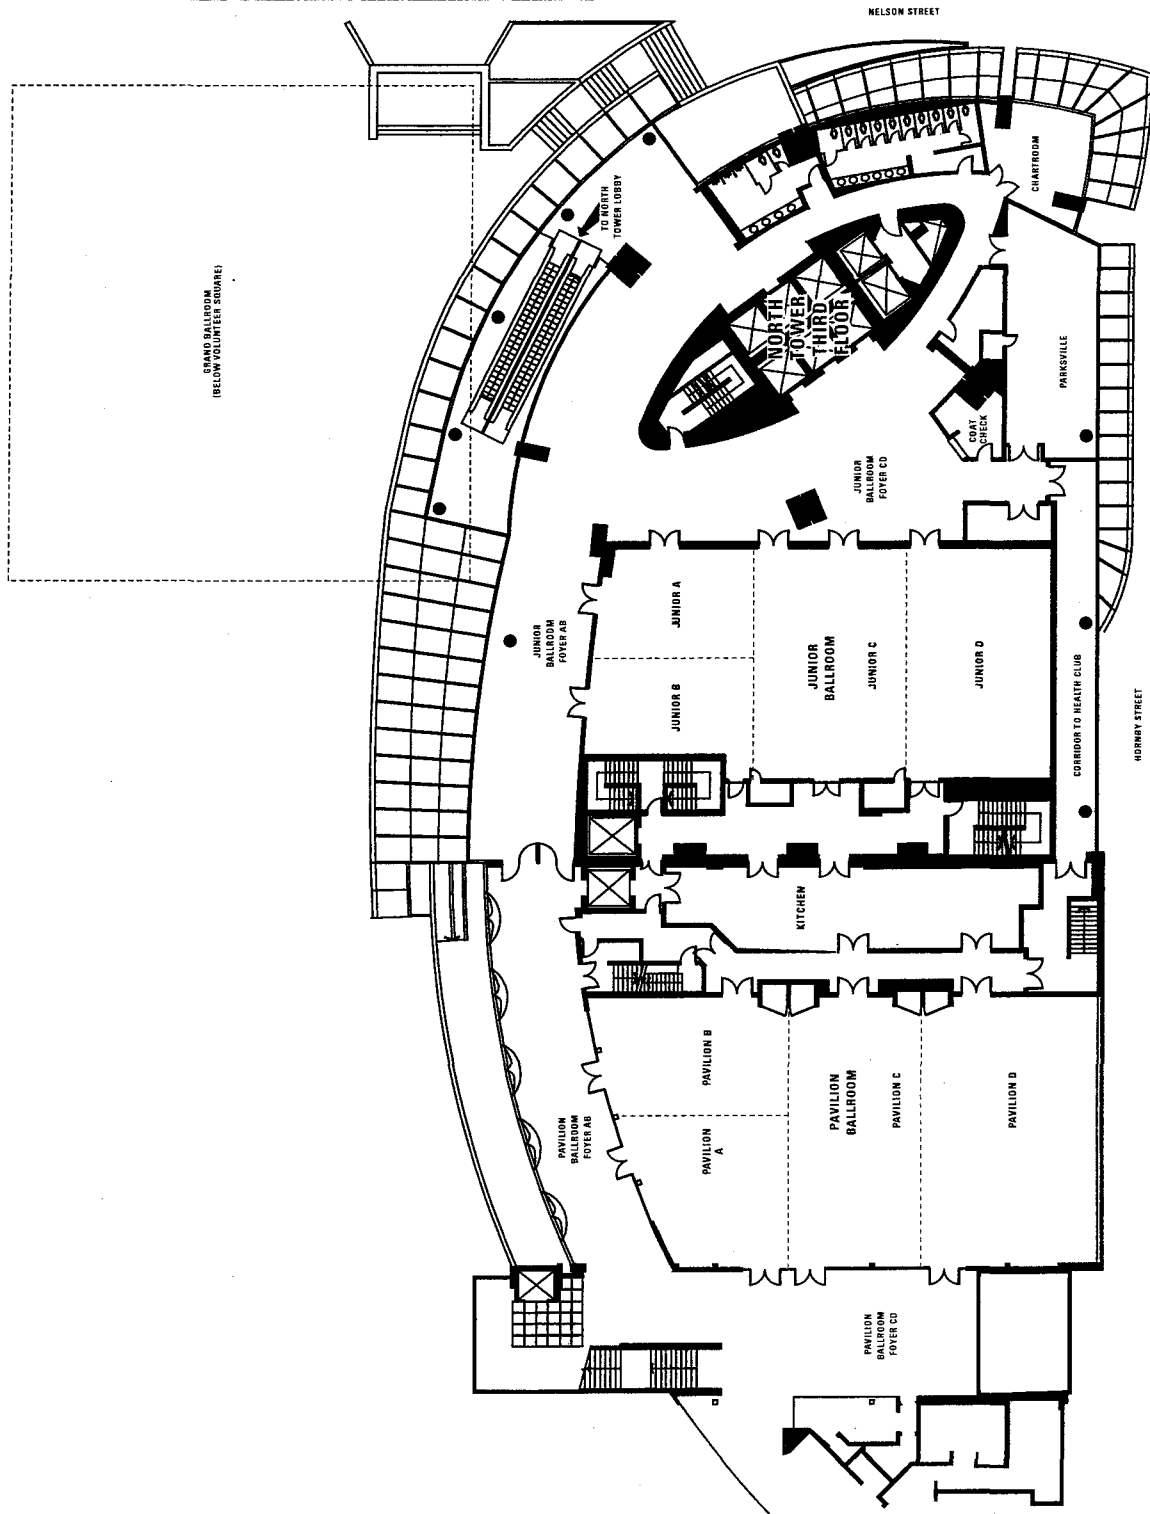 NELSON STREET
CHARTROOM
TO NORTH
TOWER LOBBY
GRAND BALLROOM
(BELOW VOLUNTEER SQUARE)
NORTH
TOWER
THIRD
FLOOR
PARKSVILLE
COAT
CHECK
JUNIOR
BALLROOM
FOYER CD
JUNIOR A
JUNIOR
BALLROOM
FOYER AB
JUNIOR B
JUNIOR
BALLROOM
JUNIOR C
JUNIOR D
CORRIDOR TO HEALTH CLUB
HORNBY STREET
KITCHEN
PAVILION B
PAVILION
BALLROOM
PAVILION C
PAVILION D
PAVILION
BALLROOM
FOYER AB
PAVILION
A
PAVILION
BALLROOM
FOYER CD